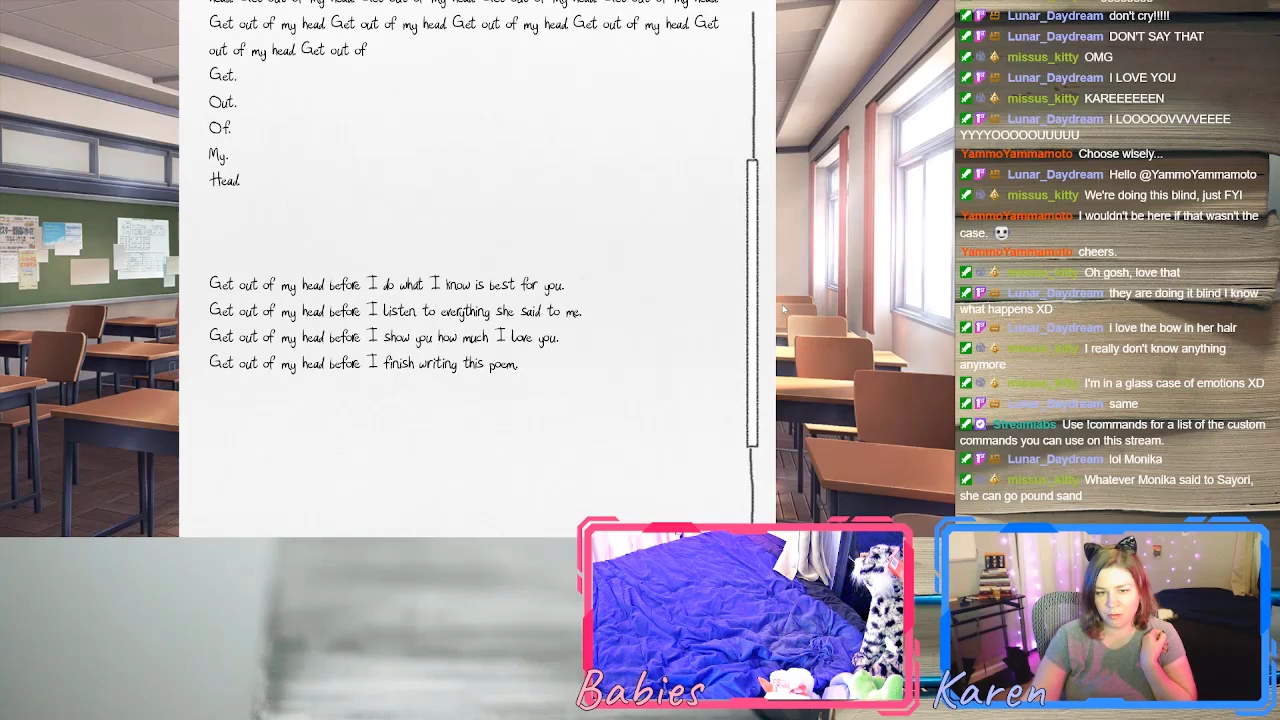 Get out of my head Get out of my head Get out of my head Get out of my head Get
out of my head Get out of
Get.
Out.
Of.
My.
Head
Get out of my head before I do what I know is best for you.
Get out of my head before I listen to everything she said to me.
Get out of my head before I show you how much I love you.
Get out of my head before I finish writing this poem.
Lunar_Daydream don't cry!!!!!
Lunar_Daydream DON'T SAY THAT
missus_kitty OMG
Lunar_Daydream I LOVE YOU
missus_kitty KAREEEEEEN
Lunar_Daydream I LOOOOOVVVVEEEE
YYYYOOOOOUUUUU
YammoYammamoto Choose wisely...
Lunar_Daydream Hello @YammoYammamoto
missus_kitty We're doing this blind, just FYI
YammoYammamoto I wouldn't be here if that wasn't the
case.
YammoYammamoto cheers.
missus_kitty Oh gosh, love that
Lunar_Daydream they are doing it blind I know
what happens XD
Lunar_Daydream i love the bow in her hair
missus_kitty I really don't know anything
anymore
missus_kitty I'm in a glass case of emotions XD
Lunar_Daydream same
Streamlabs Use !commands for a list of the custom
commands you can use on this stream.
Lunar_Daydream lol Monika
missus_kitty Whatever Monika said to Sayori,
she can go pound sand
Babies
Karen